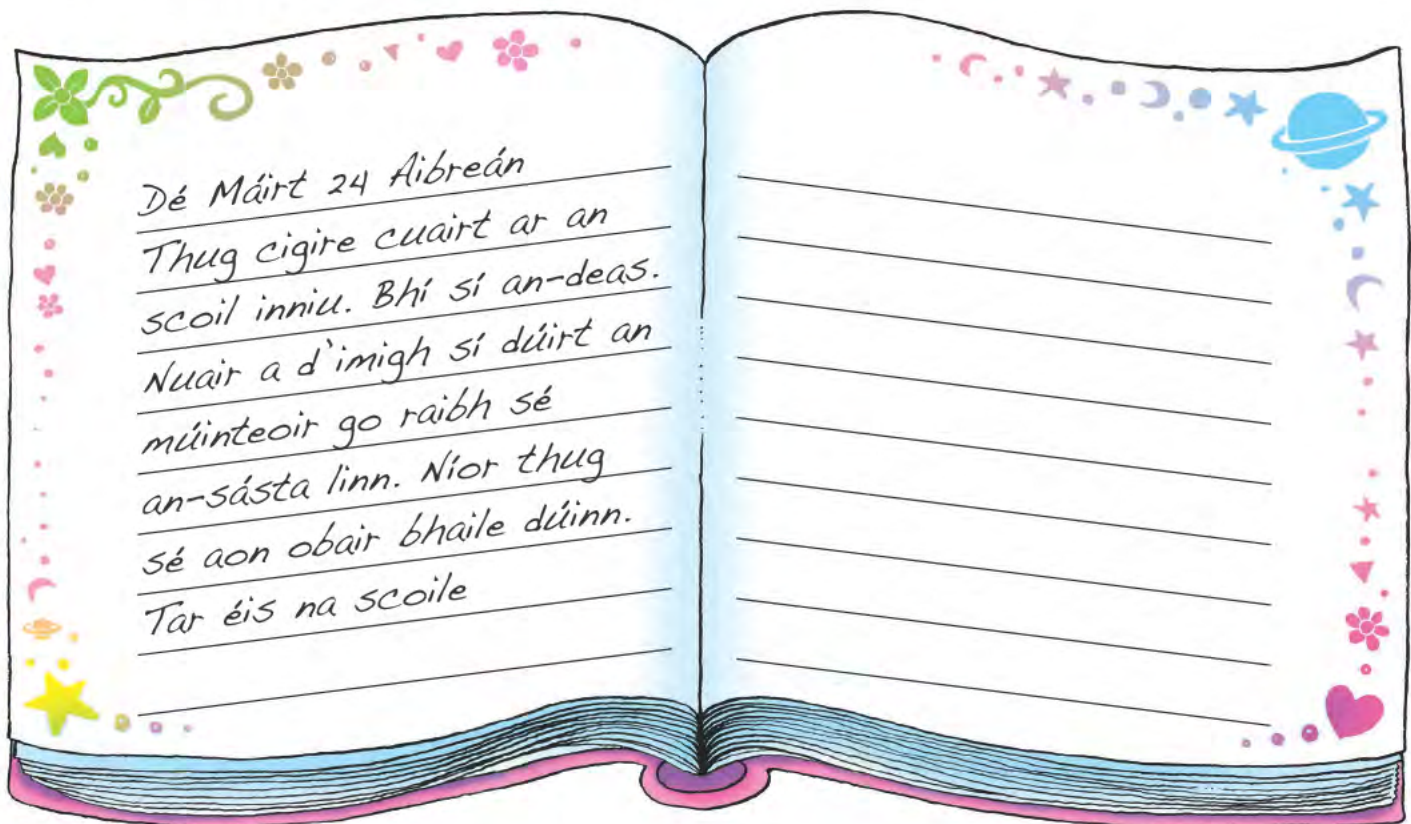 Dé Máirt 24 Aibreán
Thug cigire cuairt ar an
scoil inniu. Bhí sí an-deas.
Nuair a d'imigh sí dúirt an
múinteoir go raibh sé
an-sásta linn. Níor thug
sé aon obair bhaile dúinn.
Tar éis na scoile